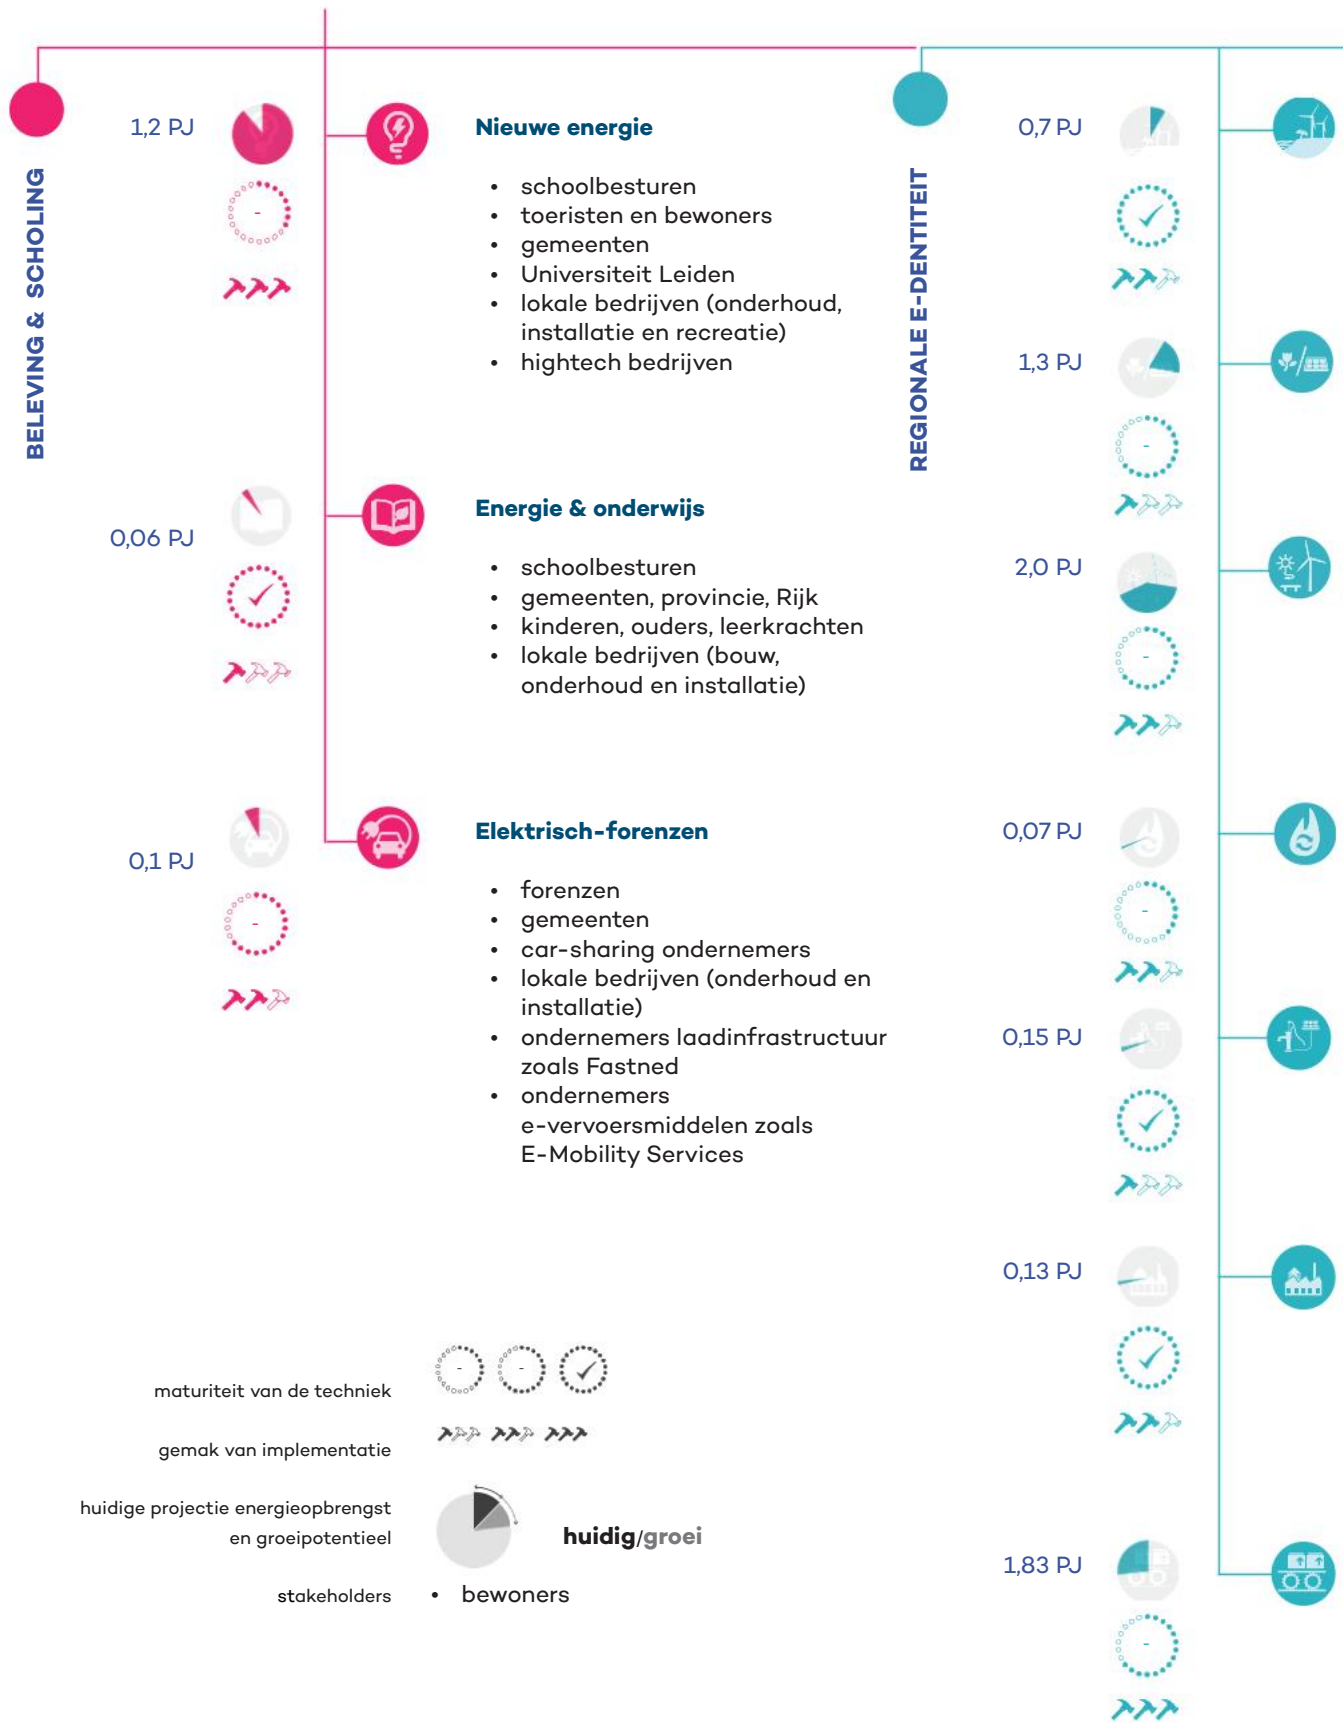 BELEVING & SCHOLING
1,2 PJ
Nieuwe energie
• schoolbesturen
• toeristen en bewoners
• gemeenten
• Universiteit Leiden
• lokale bedrijven (onderhoud,
installatie en recreatie)
• hightech bedrijven
0,06 PJ
Energie & onderwijs
• schoolbesturen
• gemeenten, provincie, Rijk
• kinderen, ouders, leerkrachten
• lokale bedrijven (bouw,
onderhoud en installatie)
0,1 PJ
Elektrisch-forenzen
• forenzen
• gemeenten
• car-sharing ondernemers
• lokale bedrijven (onderhoud en
installatie)
• ondernemers laadinfrastructuur
zoals Fastned
• ondernemers
e-vervoersmiddelen zoals
E-Mobility Services
maturiteit van de techniek
gemak van implementatie
huidige projectie energieopbrengst
en groeipotentieel
huidig/groei
stakeholders
• bewoners
REGIONALE E-DENTITEIT
0,7 PJ
1,3 PJ
2,0 PJ
0,07 PJ
0,15 PJ
0,13 PJ
1,83 PJ